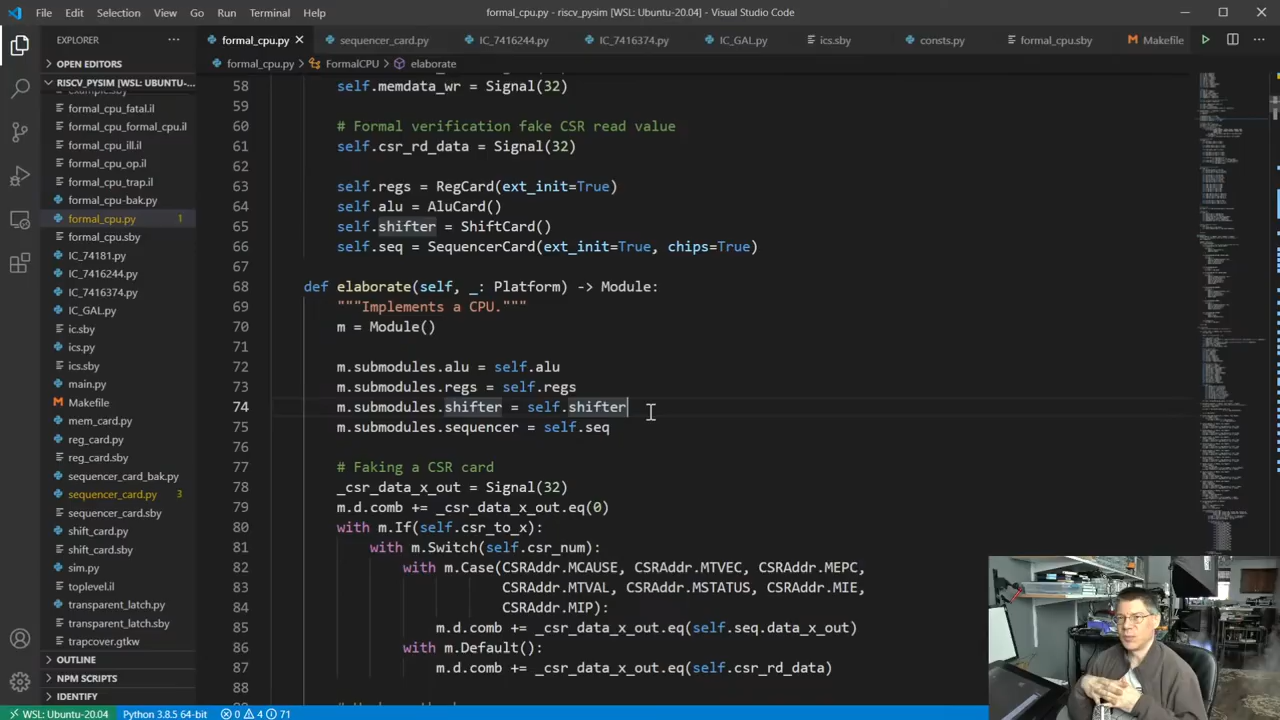 File Edit Selection View Go Run Terminal Help
formal_cpu.py - riscv_pysim [WSL: Ubuntu-20.04] - Visual Studio Code
EXPLORER
OPEN EDITORS
RISCV_PYSIM [WSL: UBUNTU-...
example.sby
formal_cpu_fatal.il
formal_cpu_formal_cpu.il
formal_cpu_ill.il
formal_cpu_op.il
formal_cpu_trap.il
formal_cpu-bak.py
formal_cpu.py 1
formal_cpu.sby
IC_74181.py
IC_7416244.py
IC_7416374.py
IC_GAL.py
ic.sby
ics.py
ics.sby
main.py
Makefile
mem_card.py
reg_card.py
reg_card.sby
sequencer_card_bak.py
sequencer_card.py 3
sequencer_card.sby
shift_card.py
shift_card.sby
sim.py
toplevel.il
transparent_latch.py
transparent_latch.sby
trapcover.gtkw
OUTLINE
NPM SCRIPTS
IDENTIFY
formal_cpu.py sequencer_card.py IC_7416244.py IC_7416374.py IC_GAL.py ics.sby consts.py formal_cpu.sby Makefile
formal_cpu.py > FormalCPU > elaborate
58 self.memdata_wr = Signal(32)
59
60 # Formal verification fake CSR read value
61 self.csr_rd_data = Signal(32)
62
63 self.regs = RegCard(ext_init=True)
64 self.alu = AluCard()
65 self.shifter = ShiftCard()
66 self.seq = SequencerCard(ext_init=True, chips=True)
67
68 def elaborate(self, _: Platform) -> Module:
69 """Implements a CPU."""
70 m = Module()
71
72 m.submodules.alu = self.alu
73 m.submodules.regs = self.regs
74 m.submodules.shifter = self.shifter
75 m.submodules.sequencer = self.seq
76
77 # Faking a CSR card
78 _csr_data_x_out = Signal(32)
79 m.d.comb += _csr_data_x_out.eq(0)
80 with m.If(self.csr_to_x):
81 with m.Switch(self.csr_num):
82 with m.Case(CSRAddr.MCAUSE, CSRAddr.MTVEC, CSRAddr.MEPC,
83 CSRAddr.MTVAL, CSRAddr.MSTATUS, CSRAddr.MIE,
84 CSRAddr.MIP):
85 m.d.comb += _csr_data_x_out.eq(self.seq.data_x_out)
86 with m.Default():
87 m.d.comb += _csr_data_x_out.eq(self.csr_rd_data)
88
WSL: Ubuntu-20.04 Python 3.8.5 64-bit 0 4 71